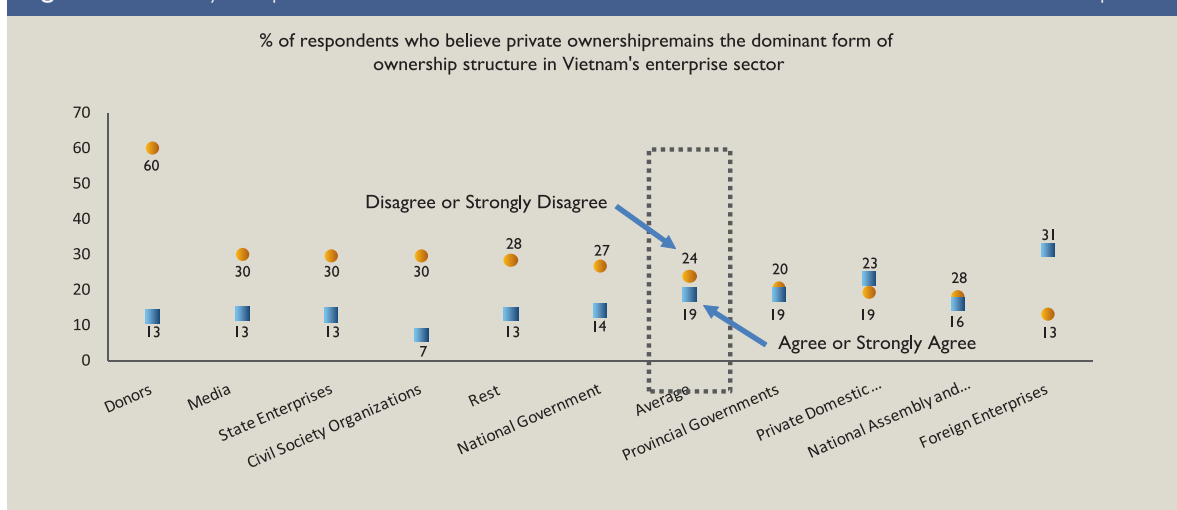 % of respondents who believe private ownershipremains the dominant form of
ownership structure in Vietnam's enterprise sector
70
60
50
40
30
20
10
0
60
30
30
30
28
27
24
20
23
28
31
13
13
13
7
13
14
19
19
19
16
13
Disagree or Strongly Disagree
Agree or Strongly Agree
Donors
Media
State Enterprises
Civil Society Organizations
Rest
National Government
Average
Provincial Governments
Private Domestic...
National Assembly and...
Foreign Enterprises